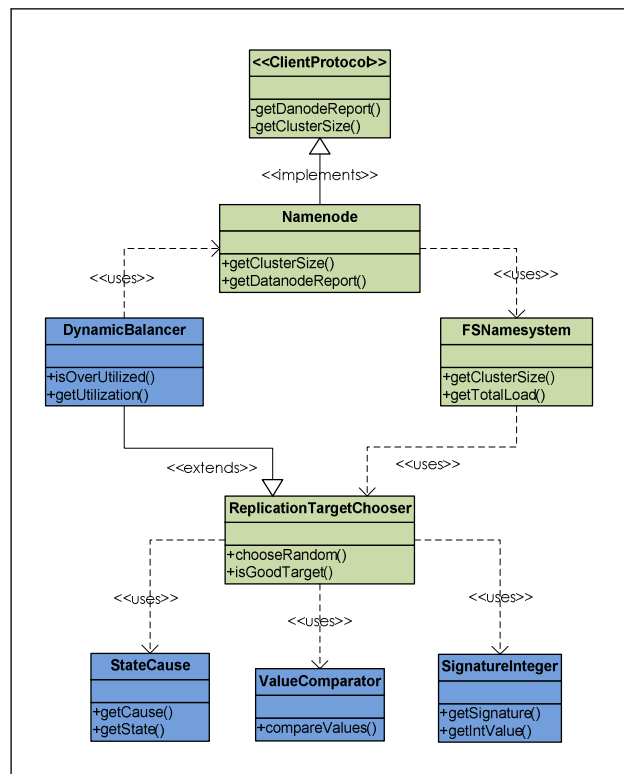 <<ClientProtocol>>
-getDanodeReport()
-getClusterSize()
<<implements>>
Namenode
+getClusterSize()
+getDatanodeReport()
<<uses>>
<<uses>>
DynamicBalancer
+isOverUtilized()
+getUtilization()
FSNamesystem
+getClusterSize()
+getTotalLoad()
<<extends>>
<<uses>>
ReplicationTargetChooser
+chooseRandom()
+isGoodTarget()
<<uses>>
<<uses>>
<<uses>>
StateCause
+getCause()
+getState()
ValueComparator
+compareValues()
SignatureInteger
+getSignature()
+getIntValue()